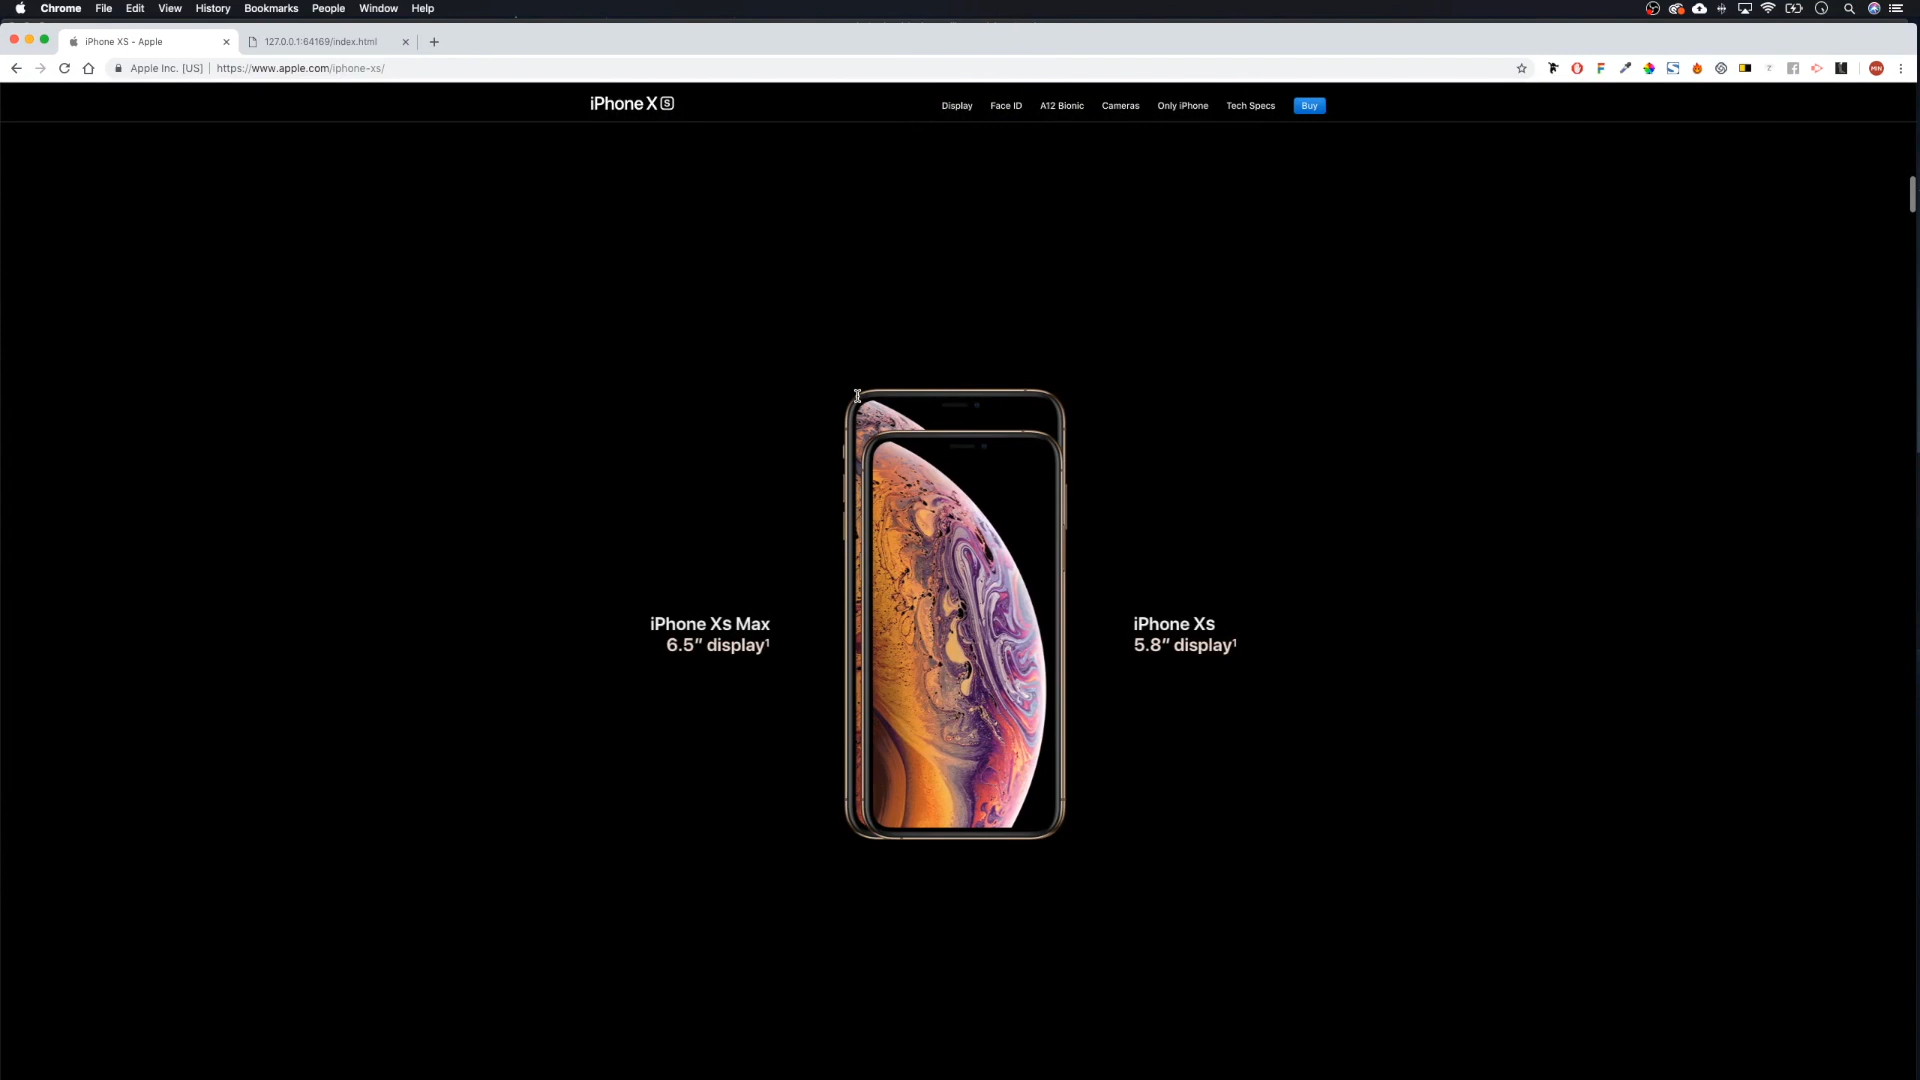 Chrome File Edit View History Bookmarks People Window Help
iPhone XS - Apple
127.0.0.1:64169/index.html
Apple Inc. [US] https://www.apple.com/iphone-xs/
iPhone X S
Display Face ID A12 Bionic Cameras Only iPhone Tech Specs Buy
iPhone Xs Max
6.5″ display¹
iPhone Xs
5.8″ display¹